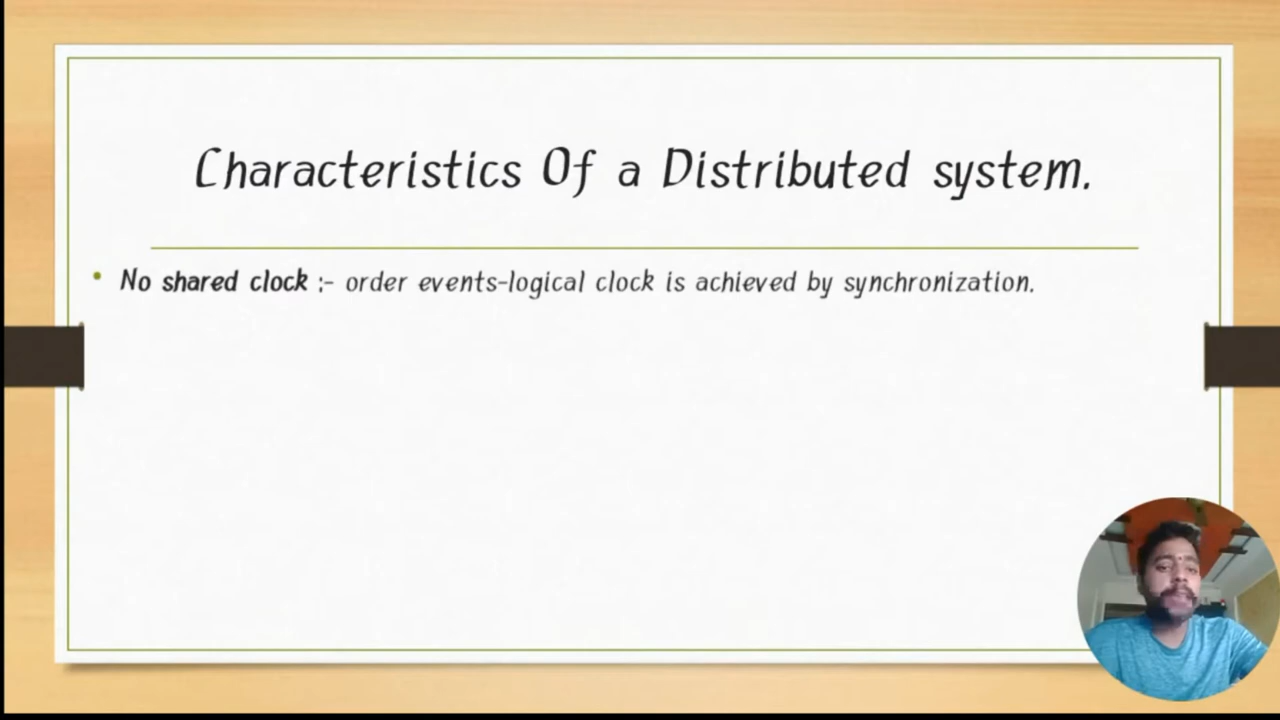 Characteristics Of a Distributed system.
• No shared clock :- order events-logical clock is achieved by synchronization.